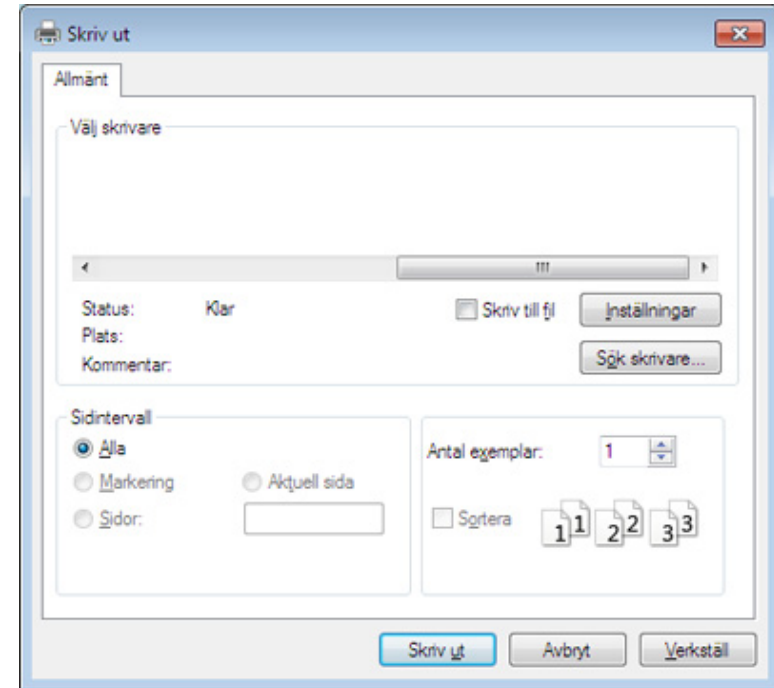 Skriv ut
Allmänt
Välj skrivare
Status: Klar
Skriv till fil
Inställningar
Plats:
Kommentar:
Sök skrivare...
Sidintervall
Alla
Markering
Aktuell sida
Sidor:
Antal exemplar: 1
Sortera
1 1 2 2 3 3
Skriv ut
Avbryt
Verkställ